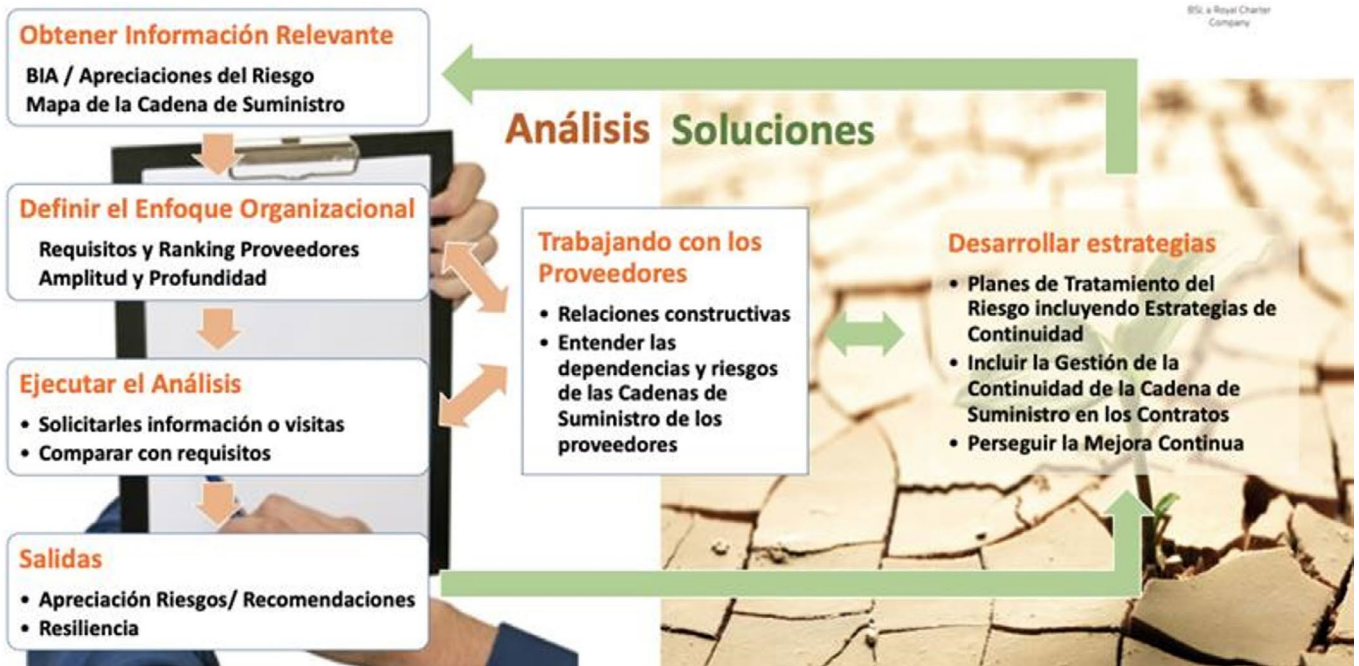 BSI, a Royal Charter
Company
Obtener Información Relevante
BIA / Apreciaciones del Riesgo
Mapa de la Cadena de Suministro
Análisis Soluciones
Definir el Enfoque Organizacional
Requisitos y Ranking Proveedores
Amplitud y Profundidad
Ejecutar el Análisis
• Solicitarles información o visitas
• Comparar con requisitos
Salidas
• Apreciación Riesgos/ Recomendaciones
• Resiliencia
Trabajando con los
Proveedores
• Relaciones constructivas
• Entender las
dependencias y riesgos
de las Cadenas de
Suministro de los
proveedores
Desarrollar estrategias
• Planes de Tratamiento del
Riesgo incluyendo Estrategias de
Continuidad
• Incluir la Gestión de la
Continuidad de la Cadena de
Suministro en los Contratos
• Perseguir la Mejora Continua